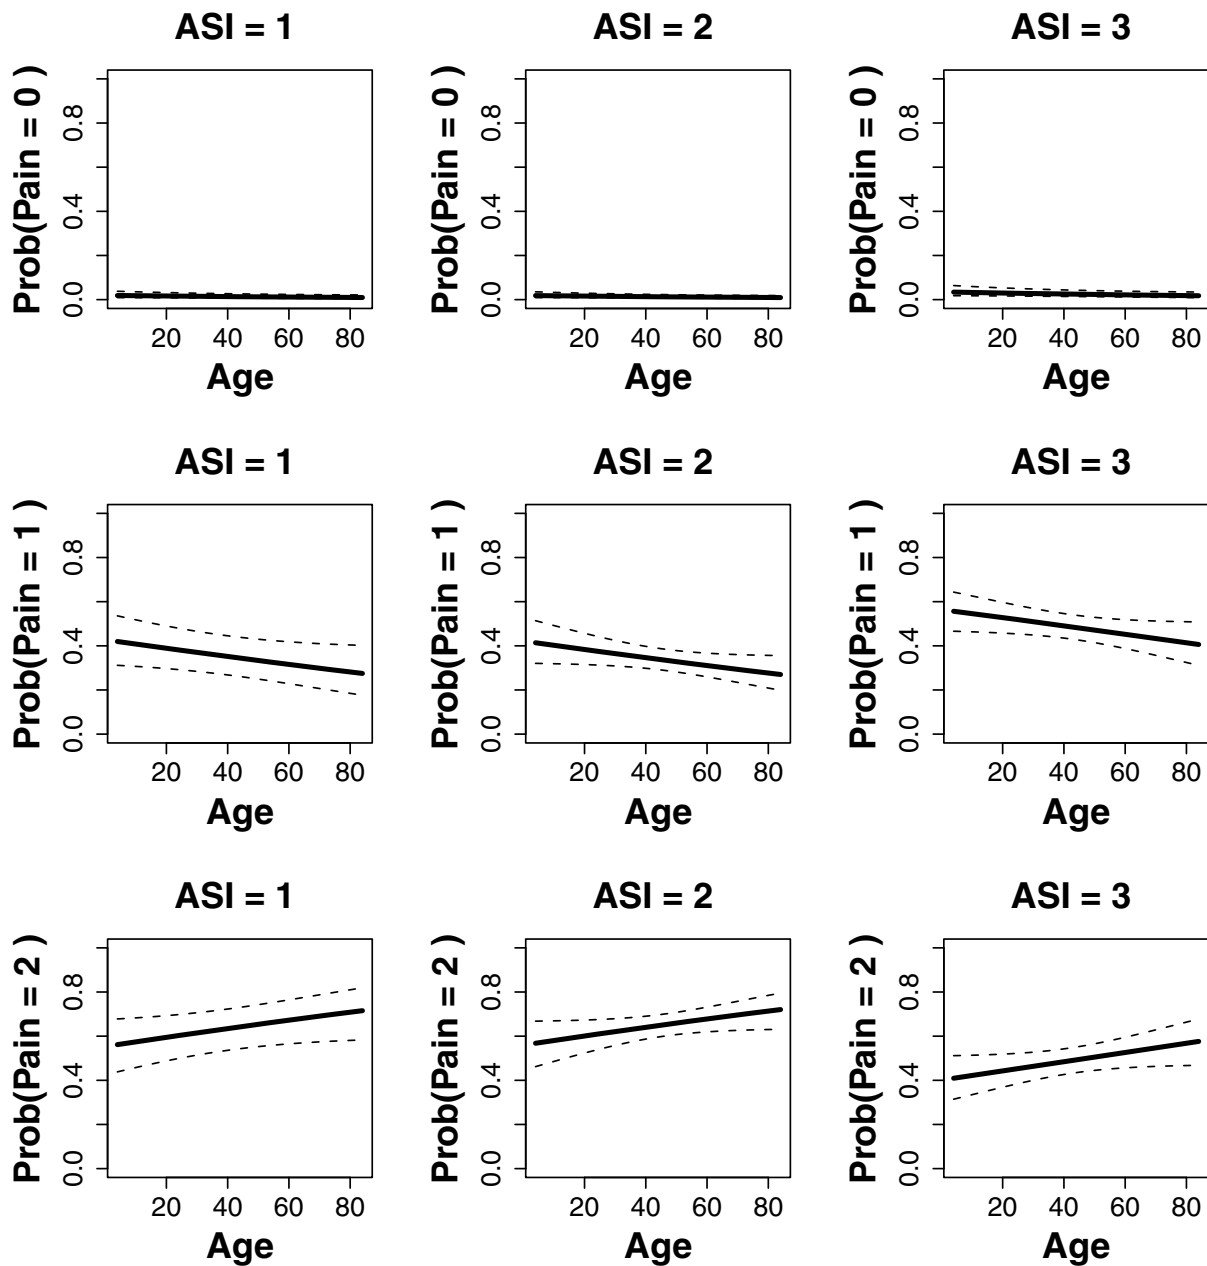 ASI = 1
ASI = 2
ASI = 3
Prob(Pain = 0 )
0.0 0.4 0.8
20 40 60 80
Age
Prob(Pain = 0 )
0.0 0.4 0.8
20 40 60 80
Age
Prob(Pain = 0 )
0.0 0.4 0.8
20 40 60 80
Age
ASI = 1
ASI = 2
ASI = 3
Prob(Pain = 1 )
0.0 0.4 0.8
20 40 60 80
Age
Prob(Pain = 1 )
0.0 0.4 0.8
20 40 60 80
Age
Prob(Pain = 1 )
0.0 0.4 0.8
20 40 60 80
Age
ASI = 1
ASI = 2
ASI = 3
Prob(Pain = 2 )
0.0 0.4 0.8
20 40 60 80
Age
Prob(Pain = 2 )
0.0 0.4 0.8
20 40 60 80
Age
Prob(Pain = 2 )
0.0 0.4 0.8
20 40 60 80
Age